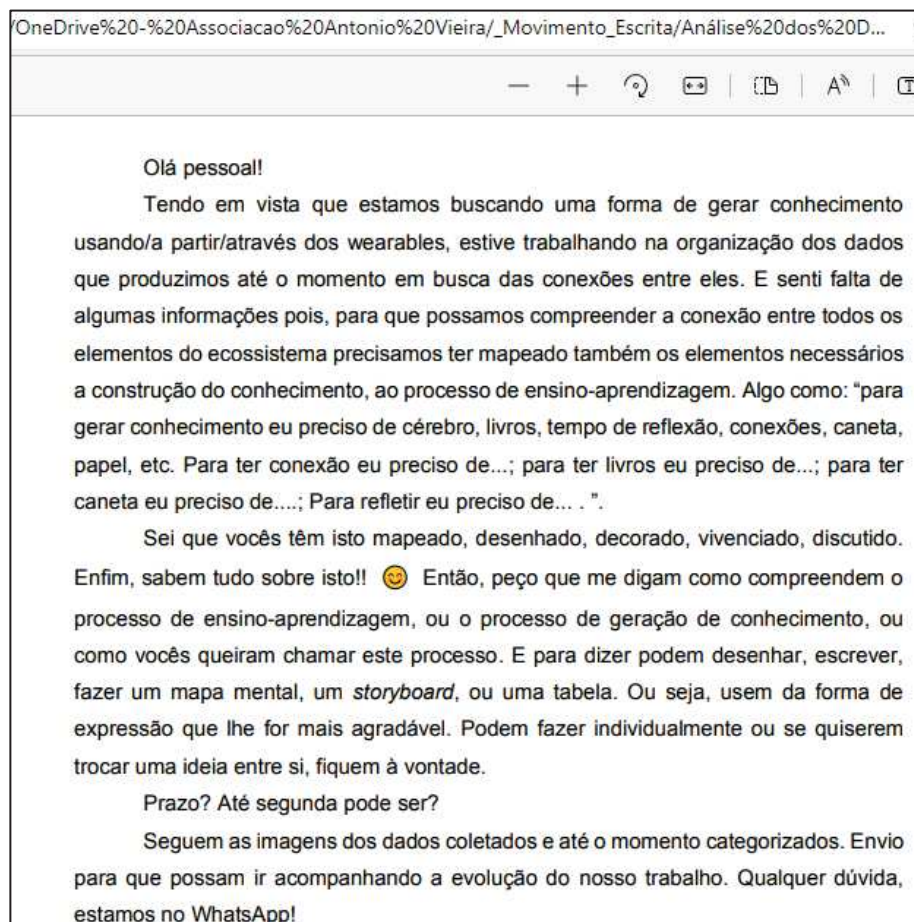 /OneDrive%20-%20Associacao%20Antonio%20Vieira/_Movimento_Escrita/Análise%20dos%20D...
Olá pessoal!
Tendo em vista que estamos buscando uma forma de gerar conhecimento
usando/a partir/através dos wearables, estive trabalhando na organização dos dados
que produzimos até o momento em busca das conexões entre eles. E senti falta de
algumas informações pois, para que possamos compreender a conexão entre todos os
elementos do ecossistema precisamos ter mapeado também os elementos necessários
a construção do conhecimento, ao processo de ensino-aprendizagem. Algo como: “para
gerar conhecimento eu preciso de cérebro, livros, tempo de reflexão, conexões, caneta,
papel, etc. Para ter conexão eu preciso de...; para ter livros eu preciso de...; para ter
caneta eu preciso de....; Para refletir eu preciso de... . ”.
Sei que vocês têm isto mapeado, desenhado, decorado, vivenciado, discutido.
Enfim, sabem tudo sobre isto!! 😊 Então, peço que me digam como compreendem o
processo de ensino-aprendizagem, ou o processo de geração de conhecimento, ou
como vocês queiram chamar este processo. E para dizer podem desenhar, escrever,
fazer um mapa mental, um storyboard, ou uma tabela. Ou seja, usem da forma de
expressão que lhe for mais agradável. Podem fazer individualmente ou se quiserem
trocar uma ideia entre si, fiquem à vontade.
Prazo? Até segunda pode ser?
Seguem as imagens dos dados coletados e até o momento categorizados. Envio
para que possam ir acompanhando a evolução do nosso trabalho. Qualquer dúvida,
estamos no WhatsApp!